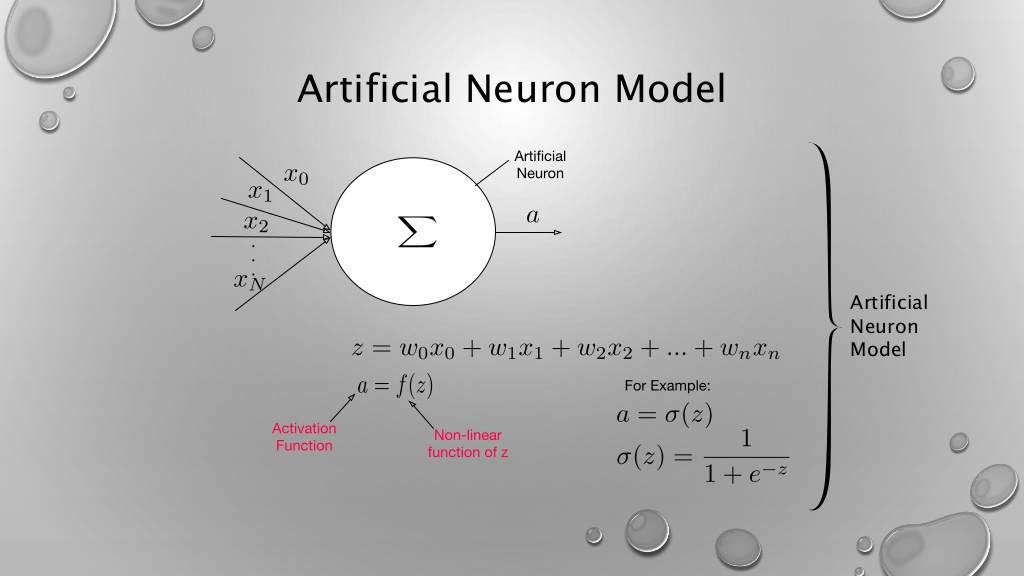 Artificial Neuron Model
Artificial
Neuron
x₀
x₁
x₂
.
.
.
x_N
∑
a
Artificial
Neuron
Model
z = w₀x₀ + w₁x₁ + w₂x₂ + ... + wₙxₙ
a = f(z)
Activation
Function
Non-linear
function of z
For Example:
a = σ(z)
σ(z) = 1 / (1 + e^{-z})